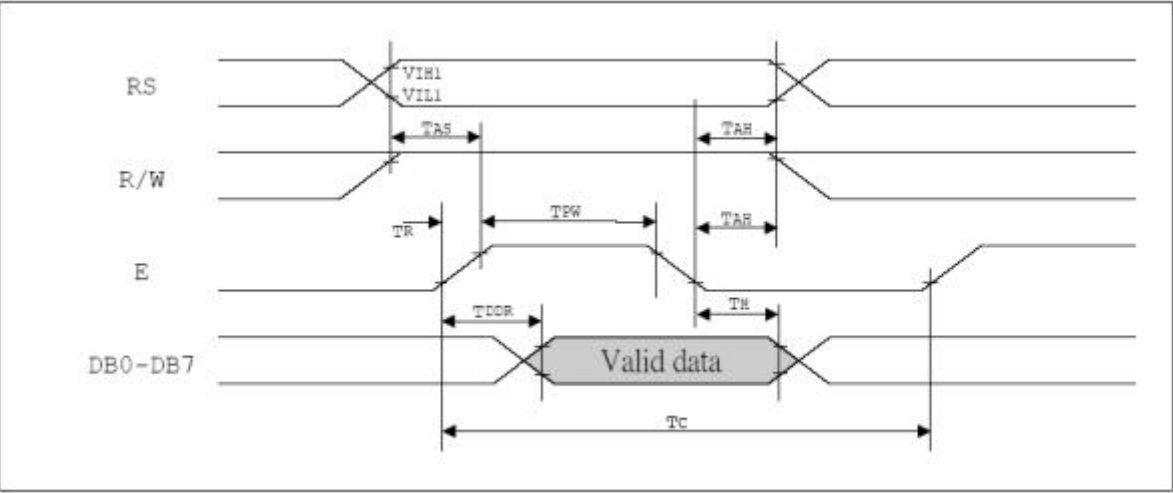 RS
VIH1
VIL1
TAS
TAH
R/W
TPW
TR
TAH
E
TDDR
TH
DB0-DB7
Valid data
TC